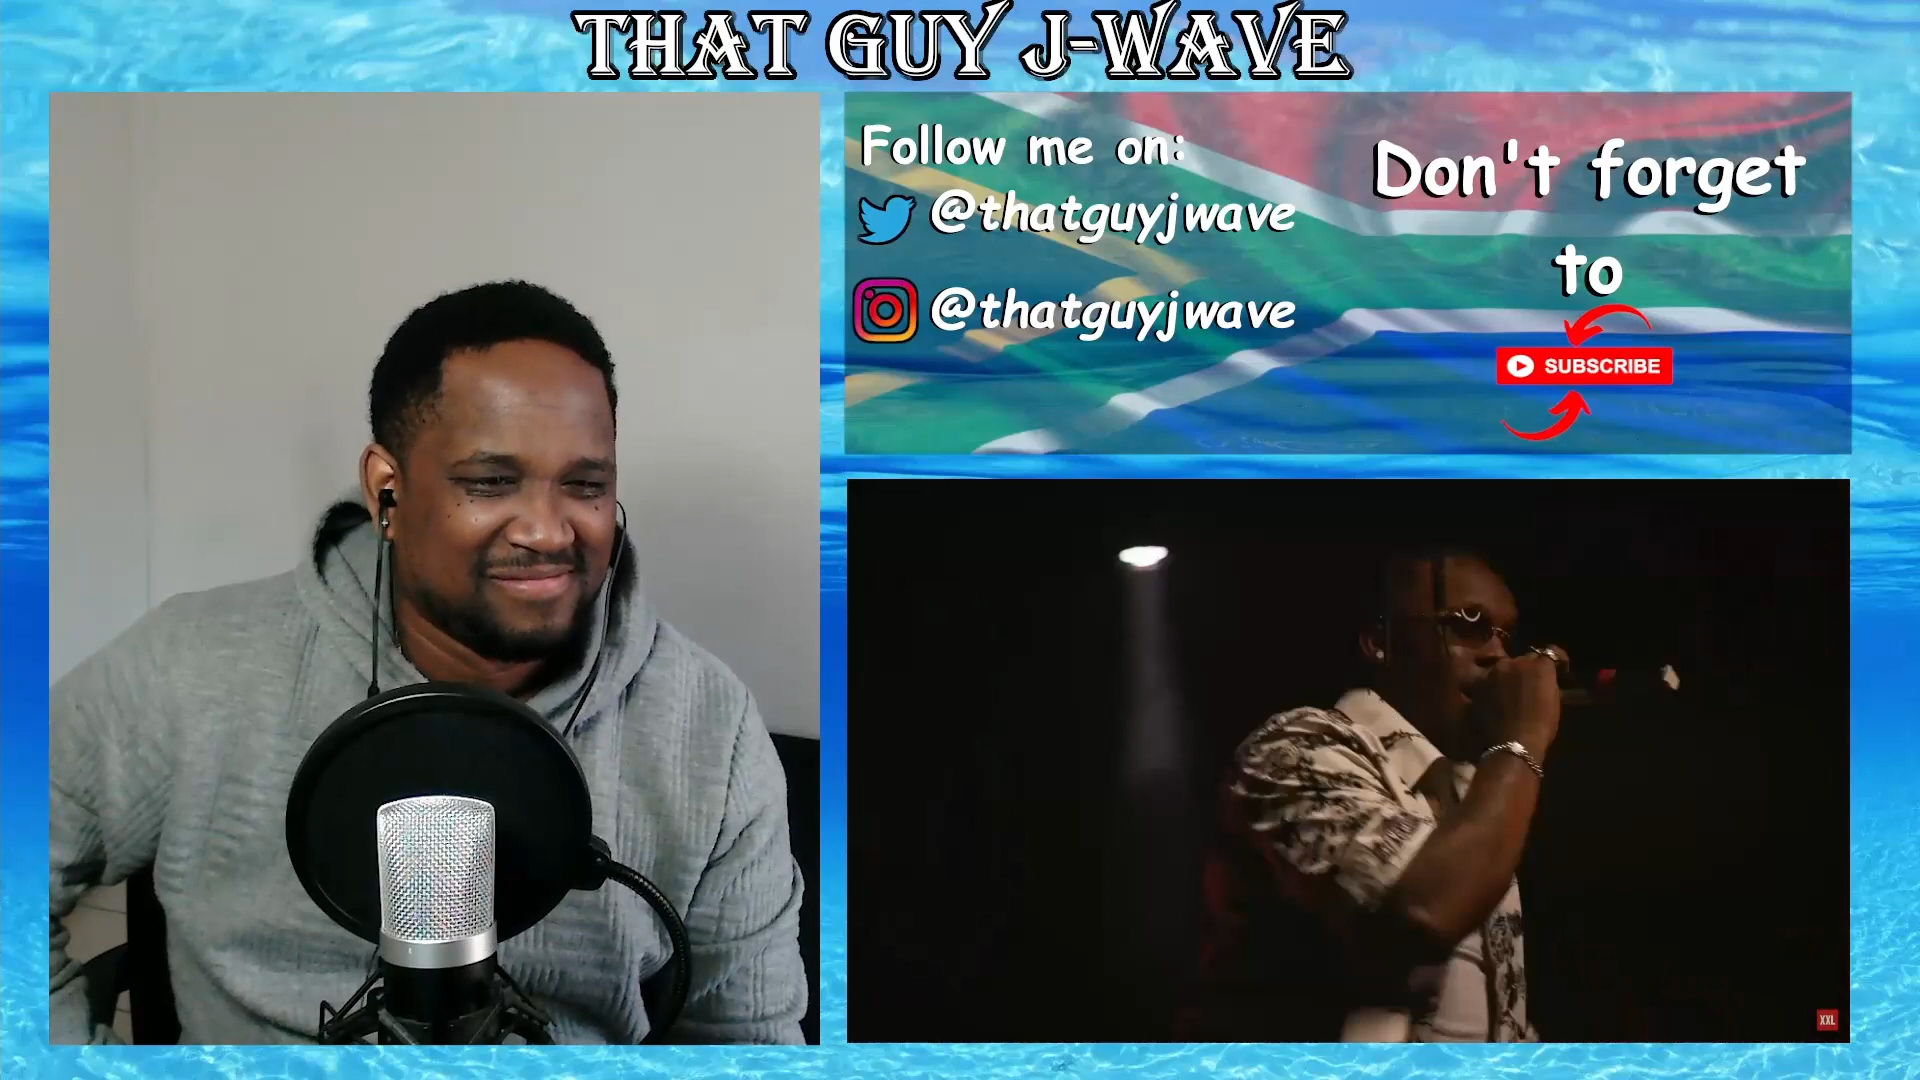 THAT GUY J-WAVE
Follow me on:
@thatguyjwave
@thatguyjwave
Don't forget
to
SUBSCRIBE
XXL